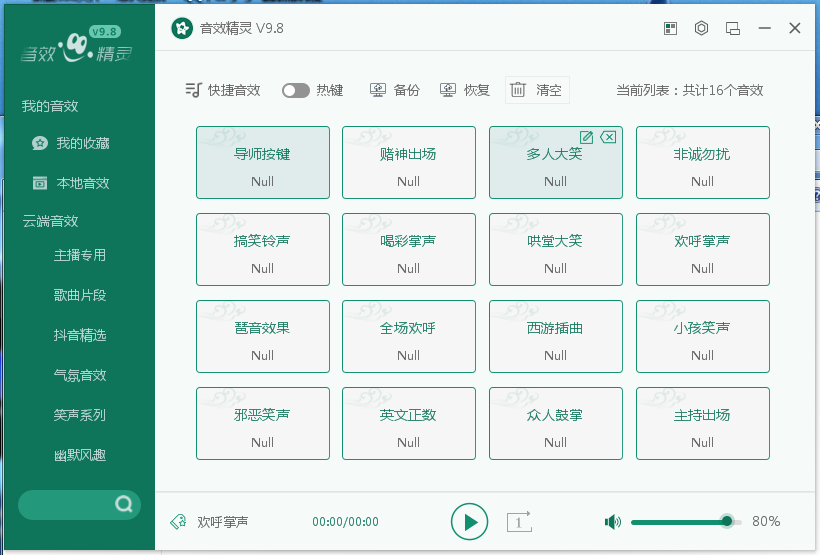 音效精灵 V9.8
v9.8
音效 精灵
我的音效
我的收藏
本地音效
云端音效
主播专用
歌曲片段
抖音精选
气氛音效
笑声系列
幽默风趣
快捷音效 热键 备份 恢复 清空 当前列表：共计16个音效
导师按键 赌神出场 多人大笑 非诚勿扰
Null Null Null Null
搞笑铃声 喝彩掌声 哄堂大笑 欢呼掌声
Null Null Null Null
琶音效果 全场欢呼 西游插曲 小孩笑声
Null Null Null Null
邪恶笑声 英文正数 众人鼓掌 主持出场
Null Null Null Null
欢呼掌声 00:00/00:00 1 80%